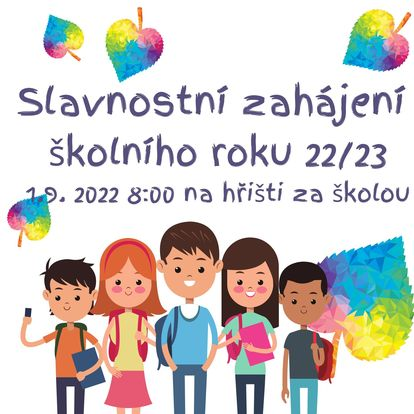 Slavnostní zahájení
školního roku 22/23
1.9. 2022 8:00 na hřišti za školou